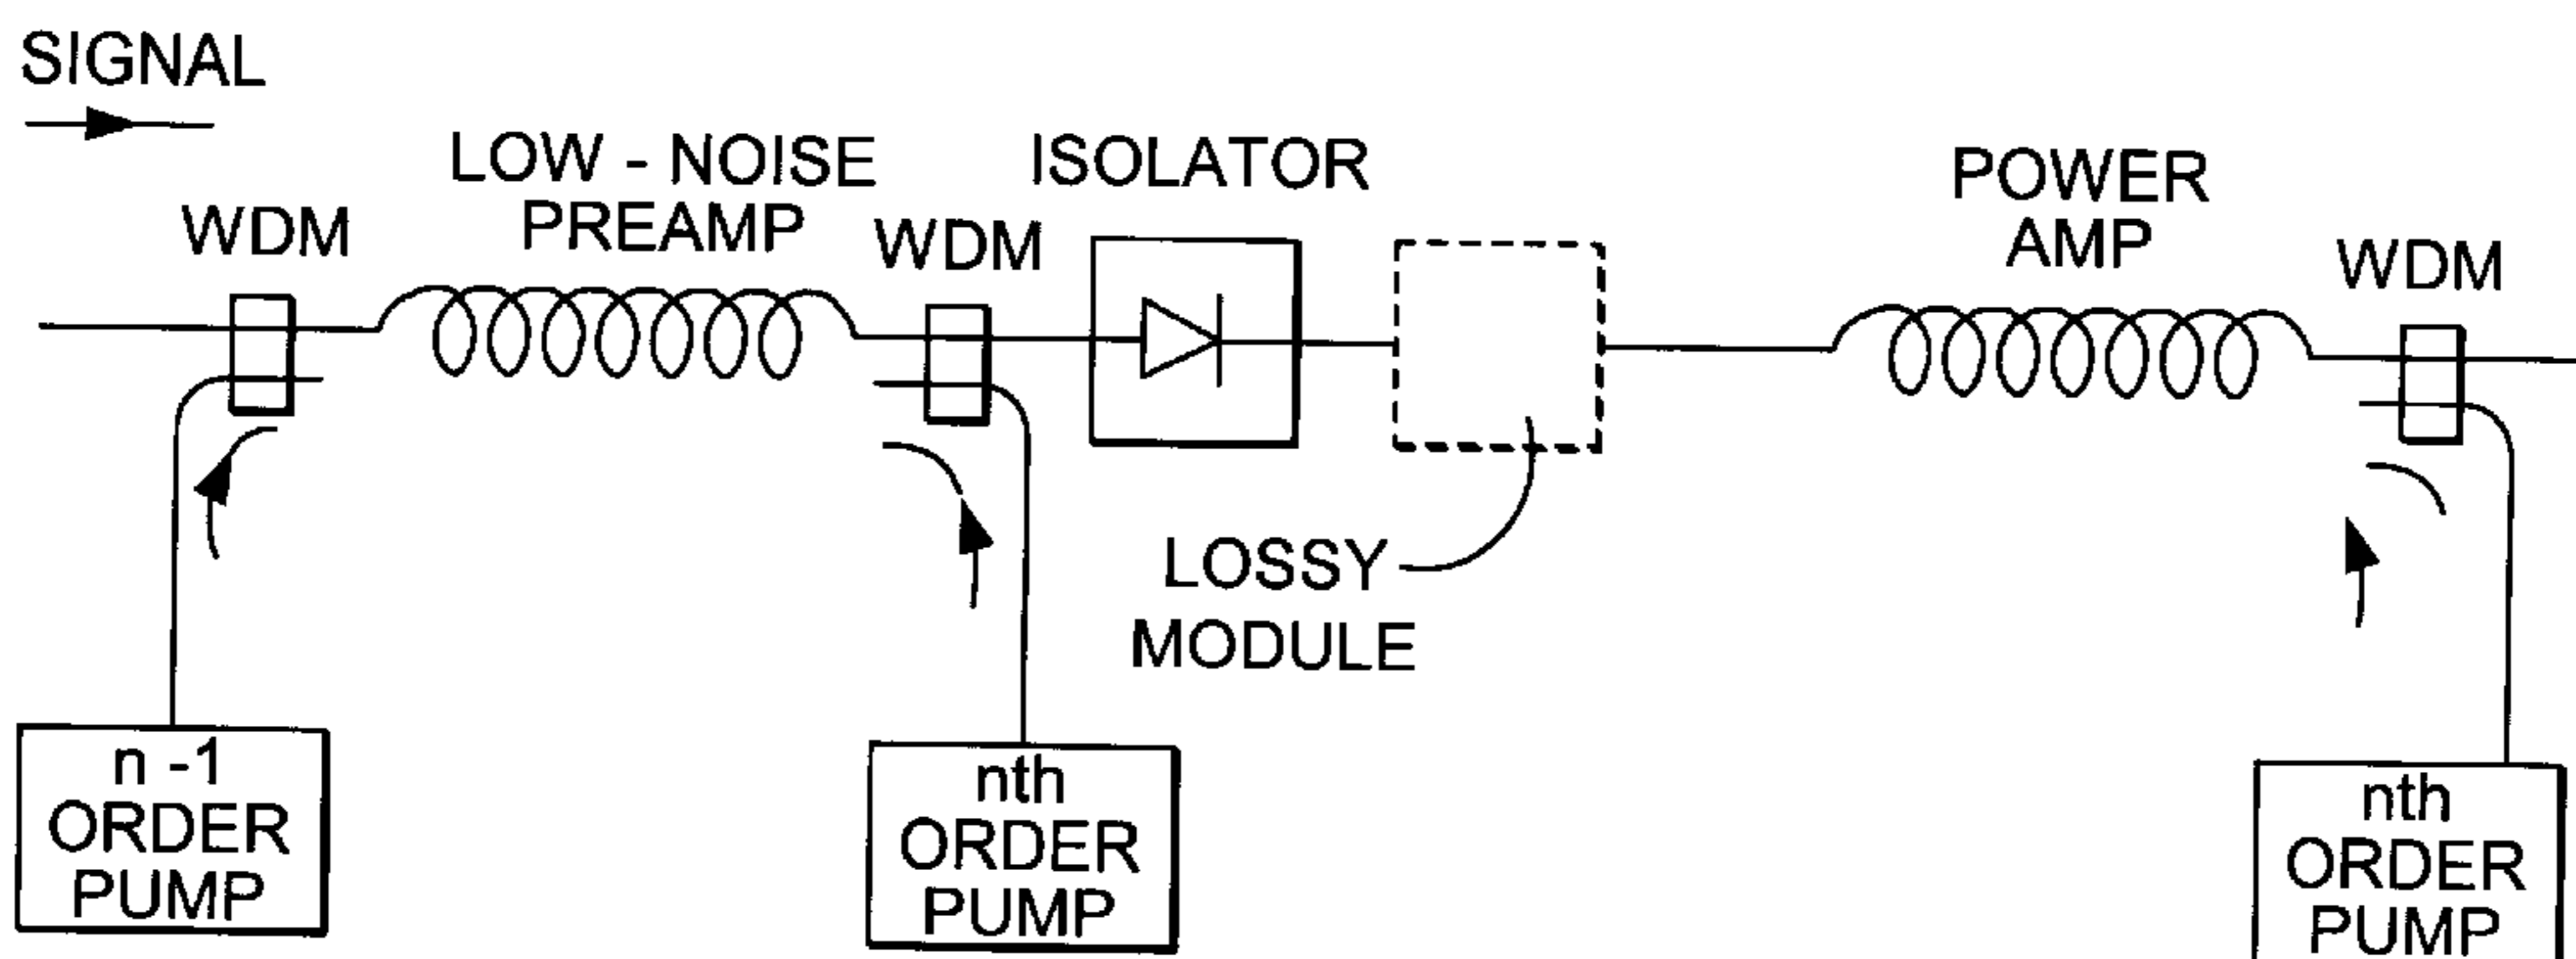 SIGNAL
LOW - NOISE
PREAMP
ISOLATOR
POWER
AMP
WDM
WDM
WDM
LOSSY
MODULE
n -1
ORDER
PUMP
nth
ORDER
PUMP
nth
ORDER
PUMP